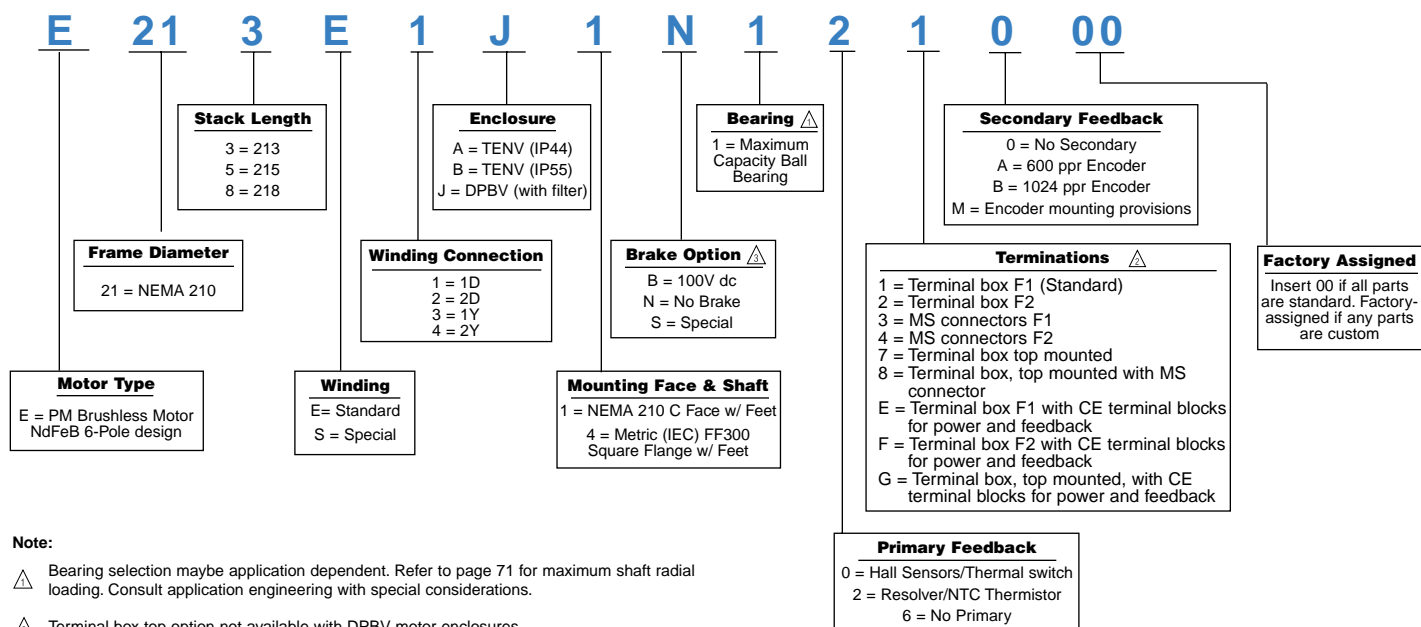 E 21 3 E 1 J 1 N 1 2 1 0 00
Stack Length
3 = 213
5 = 215
8 = 218
Enclosure
A = TENV (IP44)
B = TENV (IP55)
J = DPBV (with filter)
Bearing 1
1 = Maximum
Capacity Ball
Bearing
Secondary Feedback
0 = No Secondary
A = 600 ppr Encoder
B = 1024 ppr Encoder
M = Encoder mounting provisions
Frame Diameter
21 = NEMA 210
Winding Connection
1 = 1D
2 = 2D
3 = 1Y
4 = 2Y
Brake Option 3
B = 100V dc
N = No Brake
S = Special
Terminations 2
1 = Terminal box F1 (Standard)
2 = Terminal box F2
3 = MS connectors F1
4 = MS connectors F2
7 = Terminal box top mounted
8 = Terminal box, top mounted with MS
connector
E = Terminal box F1 with CE terminal blocks
for power and feedback
F = Terminal box F2 with CE terminal blocks
for power and feedback
G = Terminal box, top mounted, with CE
terminal blocks for power and feedback
Factory Assigned
Insert 00 if all parts
are standard. Factory-
assigned if any parts
are custom
Motor Type
E = PM Brushless Motor
NdFeB 6-Pole design
Winding
E= Standard
S = Special
Mounting Face & Shaft
1 = NEMA 210 C Face w/ Feet
4 = Metric (IEC) FF300
Square Flange w/ Feet
Primary Feedback
0 = Hall Sensors/Thermal switch
2 = Resolver/NTC Thermistor
6 = No Primary
Note:
1 Bearing selection maybe application dependent. Refer to page 71 for maximum shaft radial
loading. Consult application engineering with special considerations.
Terminal box top option not available with DPBV motor enclosures